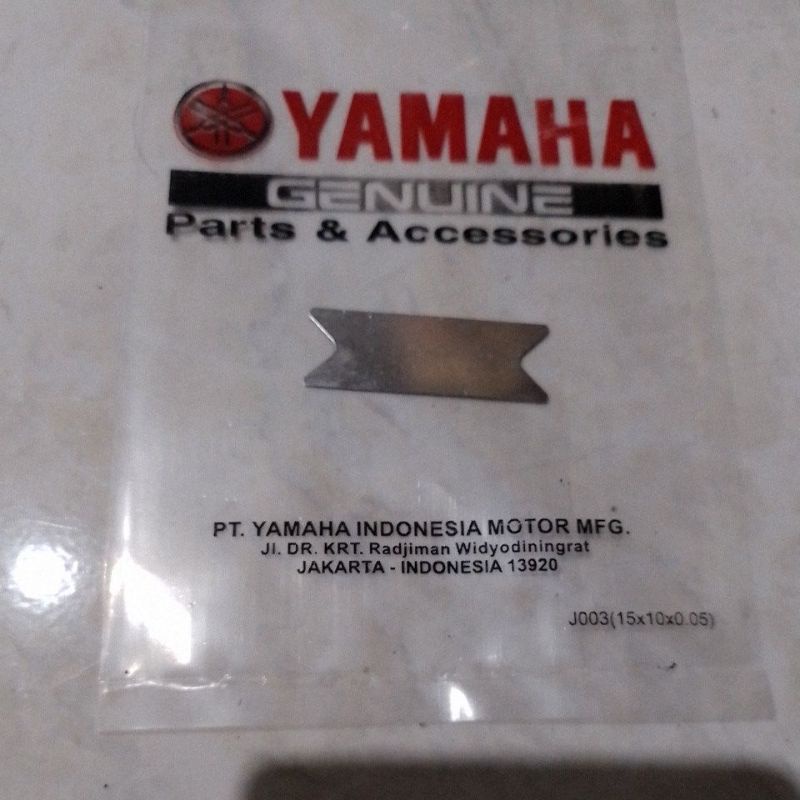 YAMAHA
GENUINE
Parts & Accessories
PT. YAMAHA INDONESIA MOTOR MFG.
Jl. DR. KRT. Radjiman Widyodiningrat
JAKARTA - INDONESIA 13920
J003(15x10x0.05)